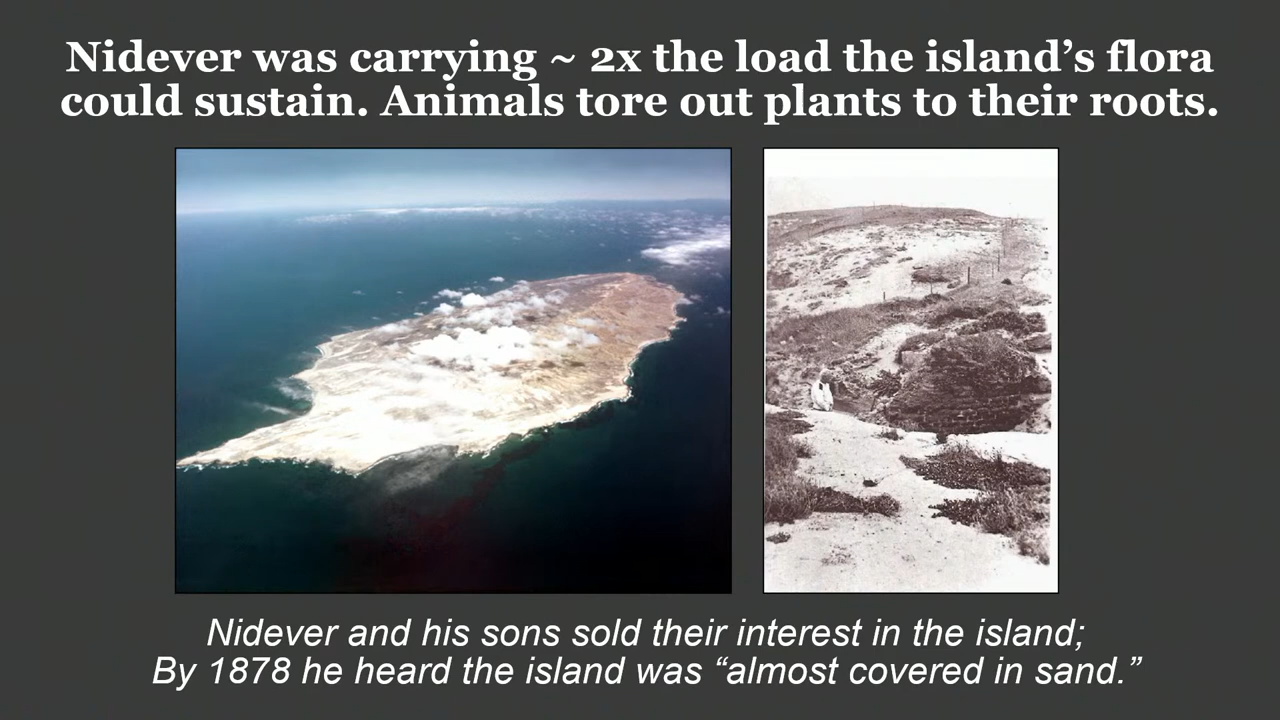 Nidever was carrying ~ 2x the load the island’s flora
could sustain. Animals tore out plants to their roots.
Nidever and his sons sold their interest in the island;
By 1878 he heard the island was “almost covered in sand.”